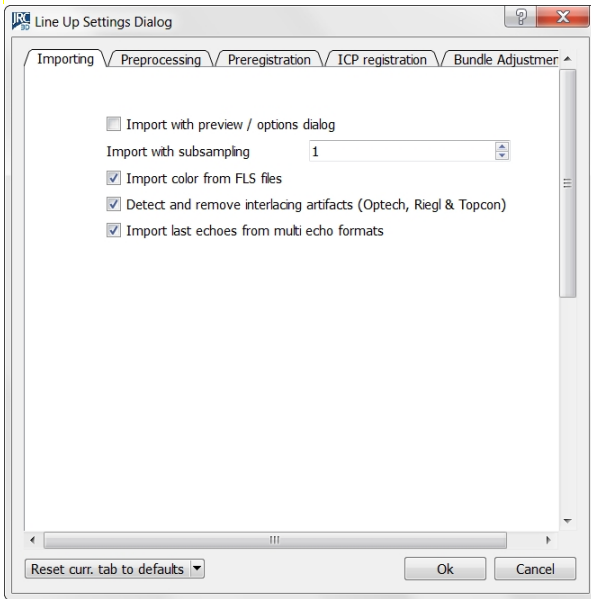 JRC
3D
Line Up Settings Dialog
Importing
Preprocessing
Preregistration
ICP registration
Bundle Adjustmen
Import with preview / options dialog
Import with subsampling 1
Import color from FLS files
Detect and remove interlacing artifacts (Optech, Riegl & Topcon)
Import last echoes from multi echo formats
Reset curr. tab to defaults
Ok
Cancel